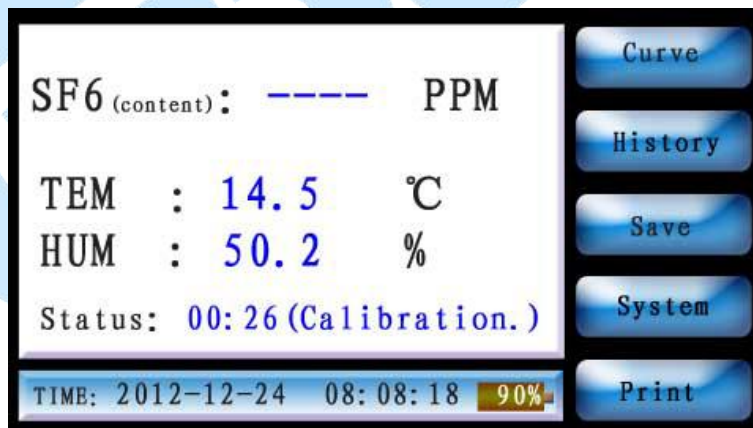 SF6 (content): ---- PPM
TEM : 14.5 ℃
HUM : 50.2 %
Status: 00:26(Calibration.)
TIME: 2012-12-24 08:08:18 90%
Curve
History
Save
System
Print